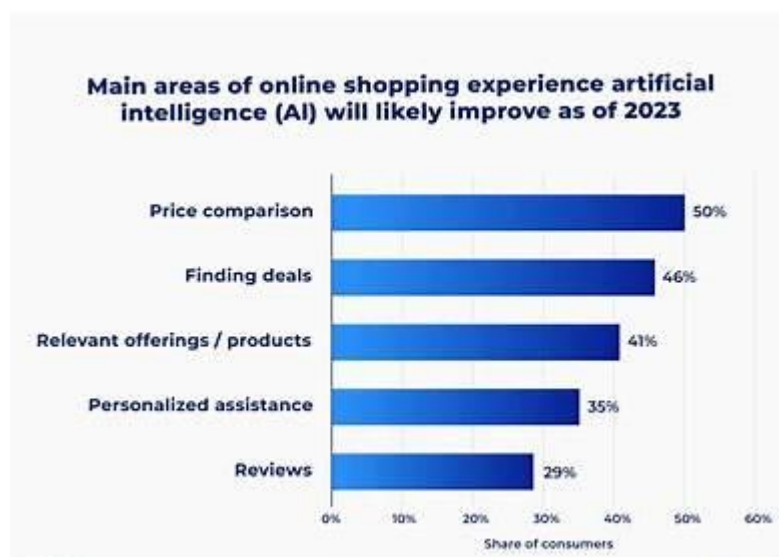 Main areas of online shopping experience artificial
intelligence (AI) will likely improve as of 2023
Price comparison
50%
Finding deals
46%
Relevant offerings / products
41%
Personalized assistance
35%
Reviews
29%
0% 10% 20% 30% 40% 50% 60%
Share of consumers